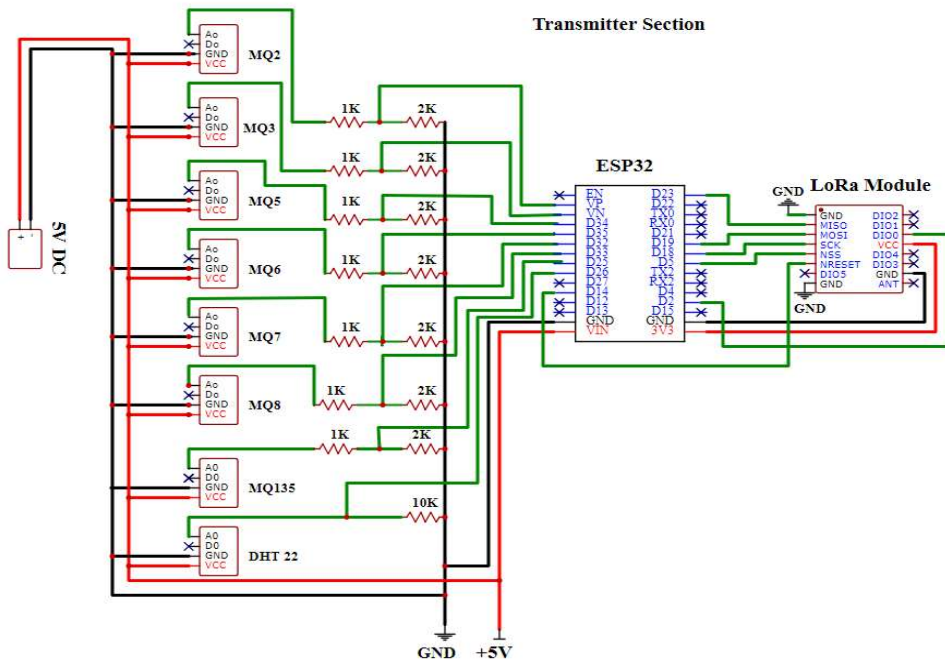 Transmitter Section
5V DC
+ -
Ao
Do
GND
VCC
MQ2
Ao
Do
GND
VCC
MQ3
Ao
Do
GND
VCC
MQ5
Ao
Do
GND
VCC
MQ6
Ao
Do
GND
VCC
MQ7
Ao
Do
GND
VCC
MQ8
A0
D0
GND
VCC
MQ135
A0
D0
GND
VCC
DHT 22
1K 2K
1K 2K
1K 2K
1K 2K
1K 2K
1K 2K
1K 2K
10K
GND +5V
ESP32
EN D23
VP D22
VN TX0
D34 RX0
D35 D21
D32 D19
D33 D18
D25 D5
D26 TX2
D27 RX2
D14 D4
D12 D2
D13 D15
GND GND
VIN 3V3
LoRa Module
GND
GND DIO2
MISO DIO1
MOSI DIO0
SCK VCC
NSS DIO4
NRESET DIO3
DIO5 GND
GND ANT
GND